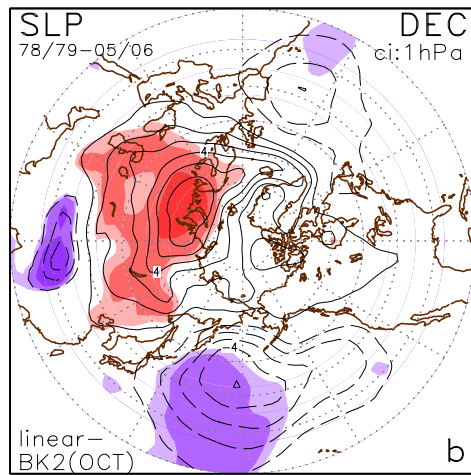 SLP DEC
78/79-05/06 ci:1hPa
4
4
-4
linear-
BK2(OCT) b